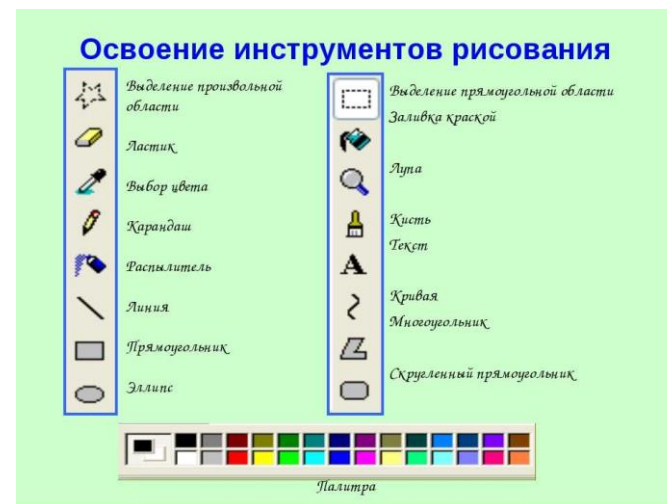 Освоение инструментов рисования
Выделение произвольной
области
Ластик
Выбор цвета
Карандаш
Распылитель
Линия
Прямоугольник
Эллипс
Выделение прямоугольной области
Заливка краской
Лупа
Кисть
Текст
A
Кривая
Многоугольник
Скругленный прямоугольник
Палитра